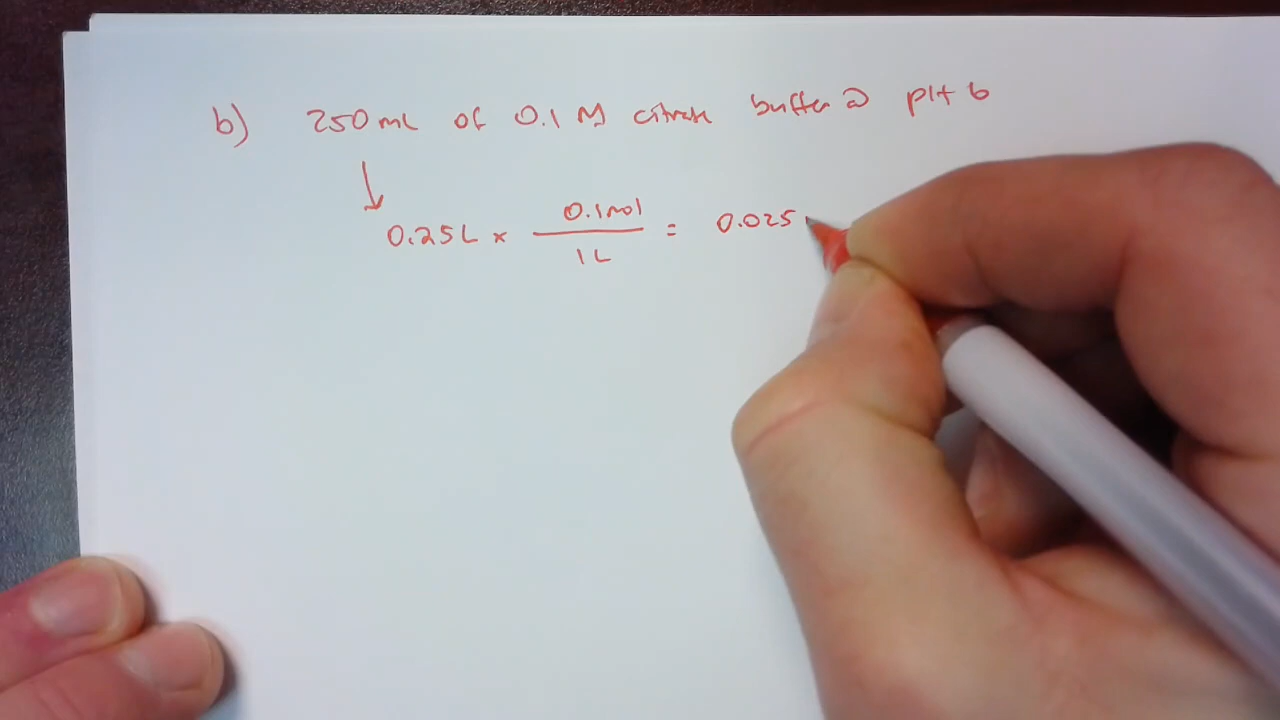 b) 250 mL of 0.1 M citrate buffer @ pH 6
↓
0.25 L × 0.1 mol / 1 L = 0.025